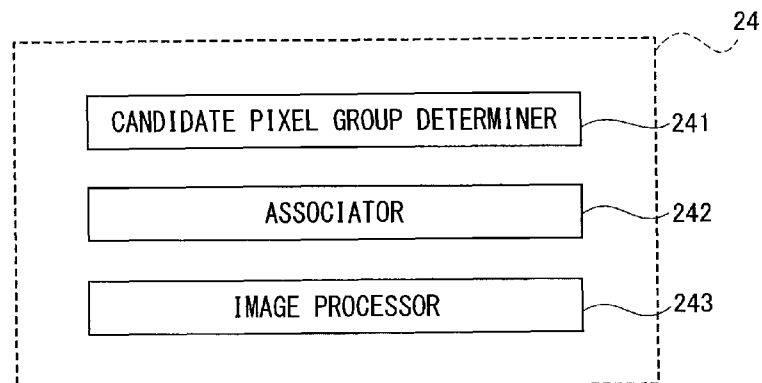 24
CANDIDATE PIXEL GROUP DETERMINER
241
ASSOCIATOR
242
IMAGE PROCESSOR
243